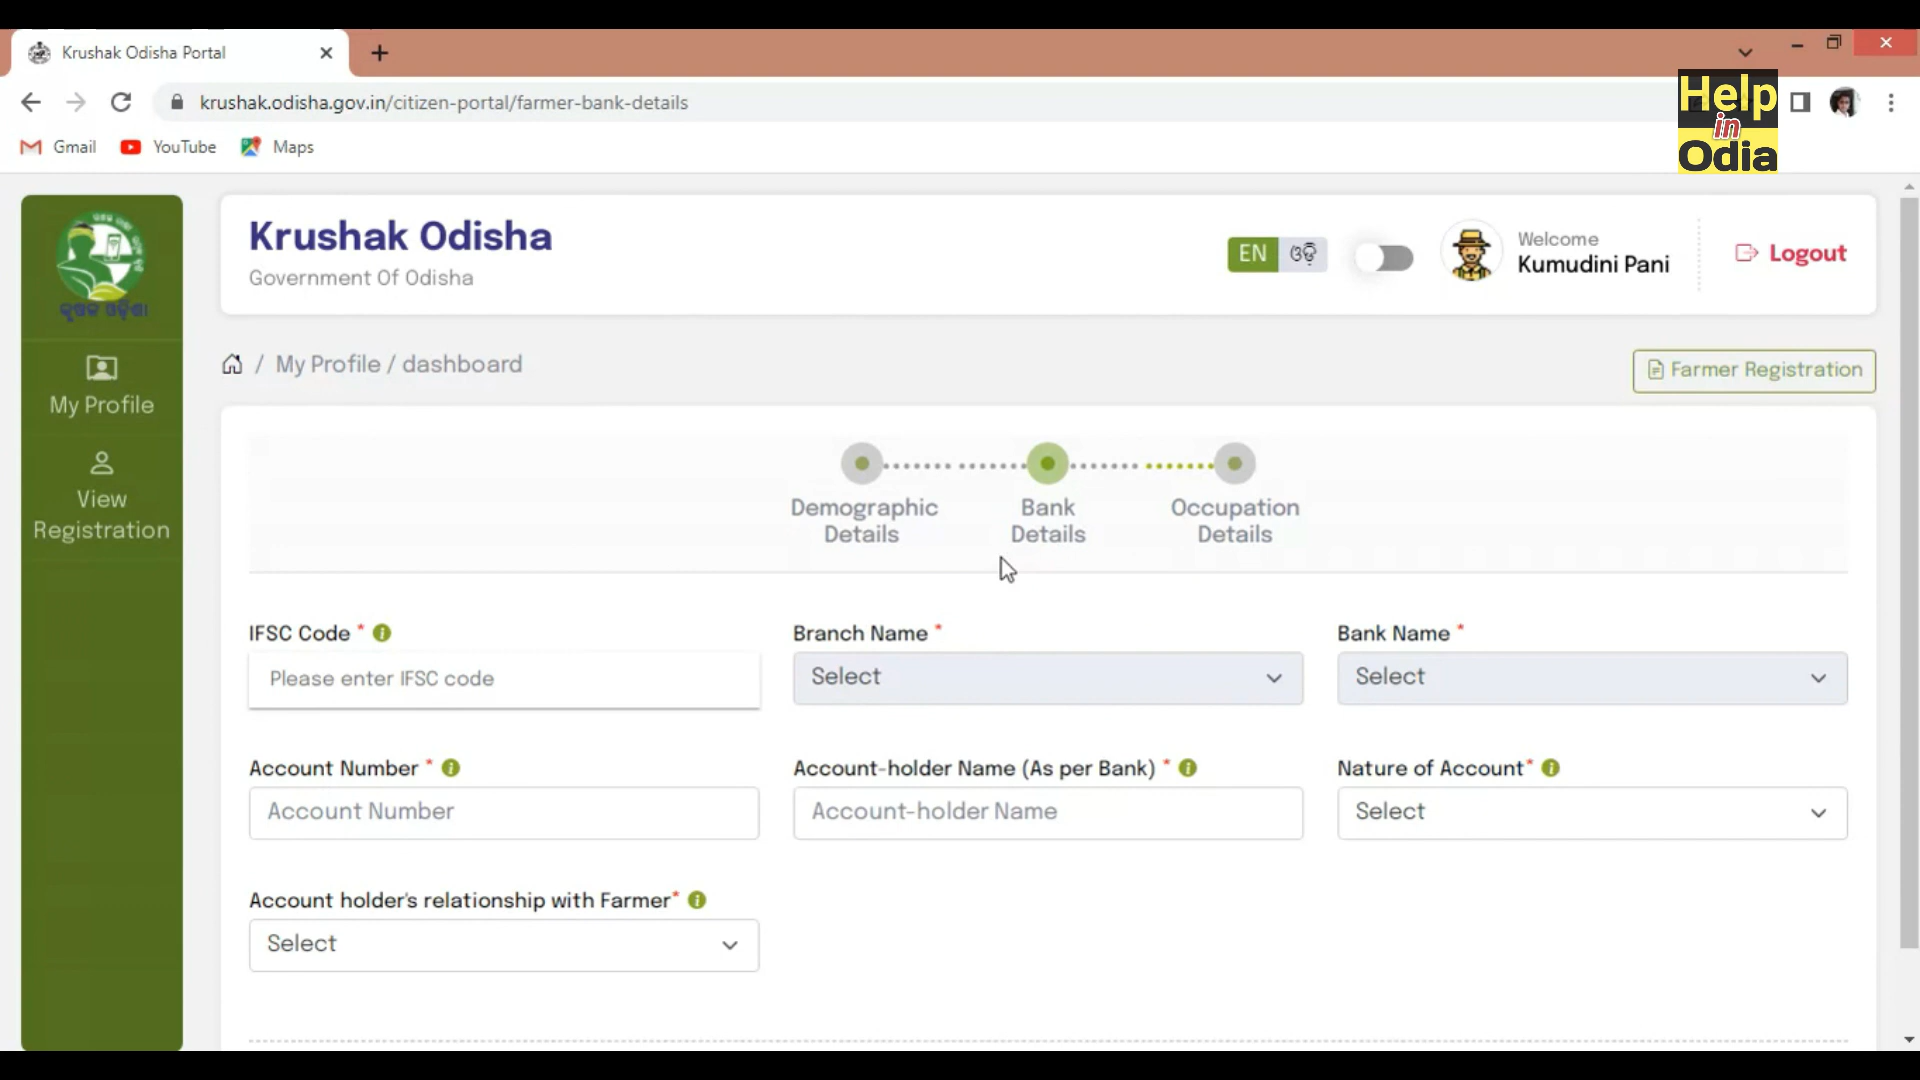 Krushak Odisha Portal
krushak.odisha.gov.in/citizen-portal/farmer-bank-details
Help
in
Odia
Gmail
YouTube
Maps
Krushak Odisha
Government Of Odisha
EN
ଓଡ଼ି
Welcome
Kumudini Pani
Logout
କୃଷକ ଓଡ଼ିଶା
My Profile
View
Registration
/ My Profile / dashboard
Farmer Registration
Demographic
Details
Bank
Details
Occupation
Details
IFSC Code *
Please enter IFSC code
Branch Name *
Select
Bank Name *
Select
Account Number *
Account Number
Account-holder Name (As per Bank) *
Account-holder Name
Nature of Account*
Select
Account holder's relationship with Farmer*
Select